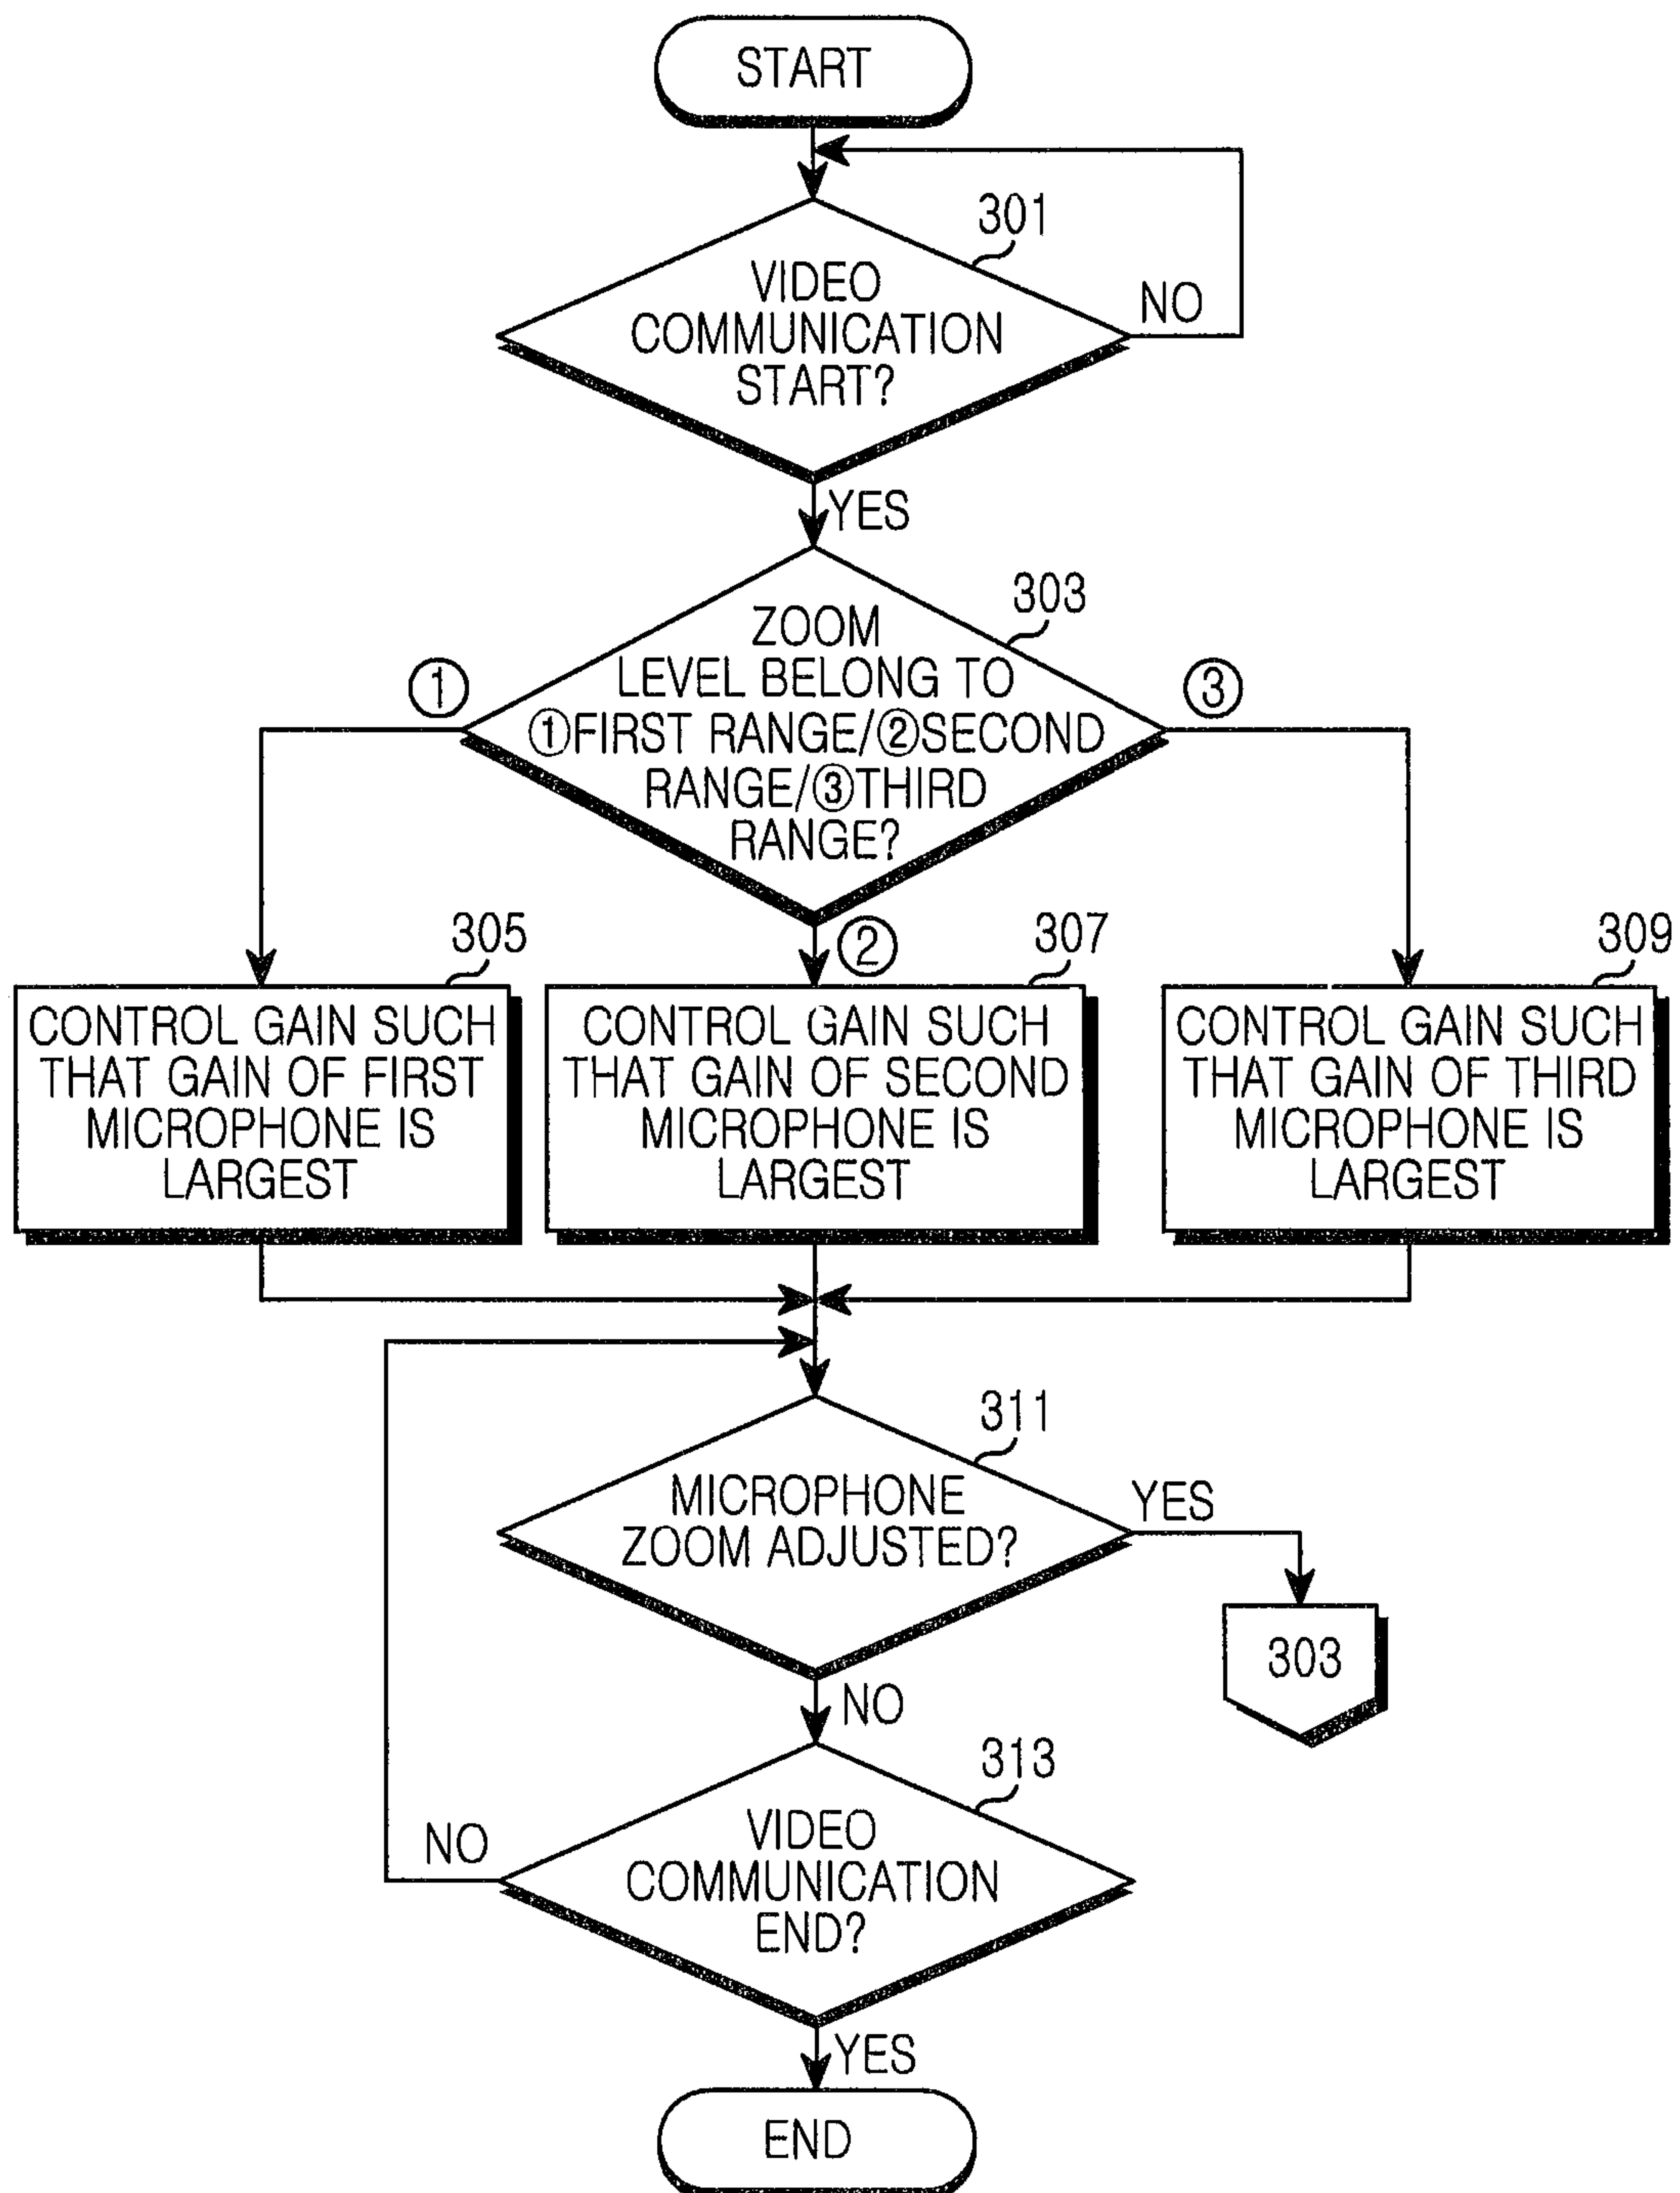 START
301
VIDEO
COMMUNICATION
START?
NO
YES
303
ZOOM
LEVEL BELONG TO
①FIRST RANGE/②SECOND
RANGE/③THIRD
RANGE?
①
③
②
305
CONTROL GAIN SUCH
THAT GAIN OF FIRST
MICROPHONE IS
LARGEST
307
CONTROL GAIN SUCH
THAT GAIN OF SECOND
MICROPHONE IS
LARGEST
309
CONTROL GAIN SUCH
THAT GAIN OF THIRD
MICROPHONE IS
LARGEST
311
MICROPHONE
ZOOM ADJUSTED?
YES
303
NO
313
VIDEO
COMMUNICATION
END?
NO
YES
END